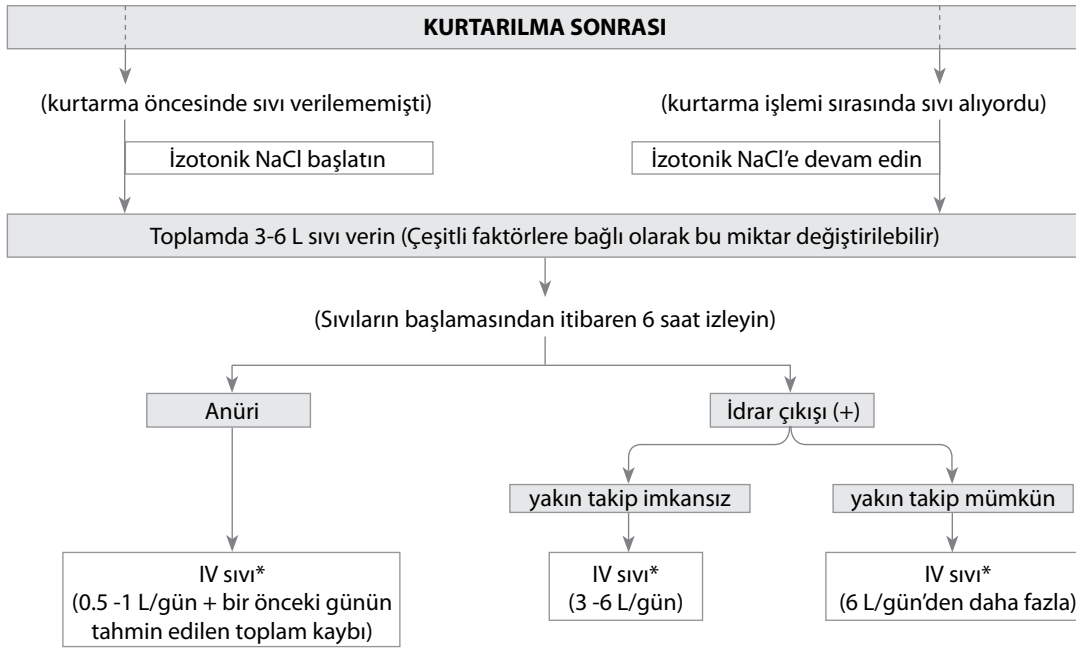 KURTARILMA SONRASI
(kurtarma öncesinde sıvı verilememişti)
(kurtarma işlemi sırasında sıvı alıyordu)
İzotonik NaCl başlatın
İzotonik NaCl’e devam edin
Toplamda 3-6 L sıvı verin (Çeşitli faktörlere bağlı olarak bu miktar değiştirilebilir)
(Sıvıların başlamasından itibaren 6 saat izleyin)
Anüri
İdrar çıkışı (+)
yakın takip imkansız
yakın takip mümkün
IV sıvı*
(0.5 -1 L/gün + bir önceki günün
tahmin edilen toplam kaybı)
IV sıvı*
(3 -6 L/gün)
IV sıvı*
(6 L/gün’den daha fazla)